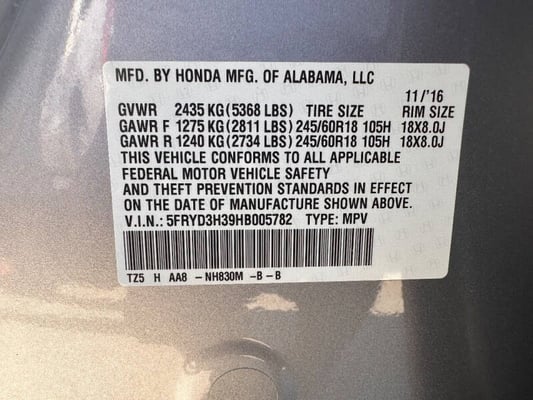 MFD. BY HONDA MFG. OF ALABAMA, LLC
11/'16
GVWR 2435 KG(5368 LBS) TIRE SIZE RIM SIZE
GAWR F 1275 KG(2811 LBS) 245/60R18 105H 18X8.0J
GAWR R 1240 KG(2734 LBS) 245/60R18 105H 18X8.0J
THIS VEHICLE CONFORMS TO ALL APPLICABLE
FEDERAL MOTOR VEHICLE SAFETY
AND THEFT PREVENTION STANDARDS IN EFFECT
ON THE DATE OF MANUFACTURE SHOWN ABOVE.
V.I.N.: 5FRYD3H39HB005782 TYPE: MPV
TZ5 H AA8 -NH830M -B -B